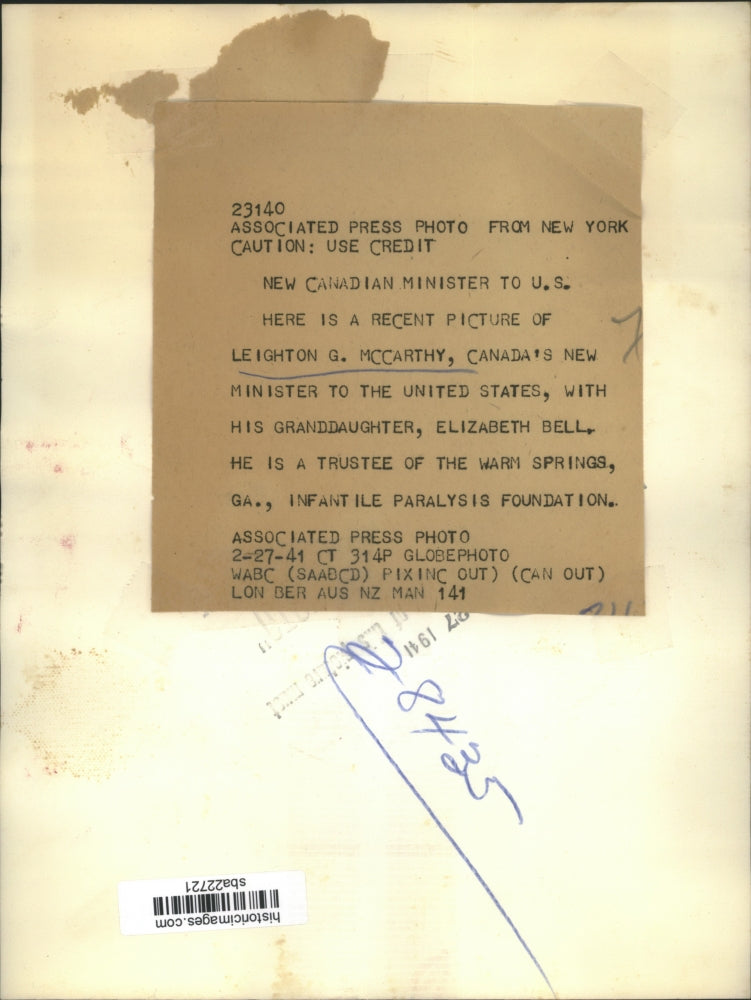 23140
ASSOCIATED PRESS PHOTO FROM NEW YORK
CAUTION: USE CREDIT
NEW CANADIAN MINISTER TO U.S.
HERE IS A RECENT PICTURE OF
LEIGHTON G. MCCARTHY, CANADA'S NEW
MINISTER TO THE UNITED STATES, WITH
HIS GRANDDAUGHTER, ELIZABETH BELL.
HE IS A TRUSTEE OF THE WARM SPRINGS,
GA., INFANTILE PARALYSIS FOUNDATION.
ASSOCIATED PRESS PHOTO
2-27-41 CT 314P GLOBEPHOTO
WABC (SAABCD) PIXINC OUT) (CAN OUT)
LON BER AUS NZ MAN 141
27 1941
historicimages.com
sba22721